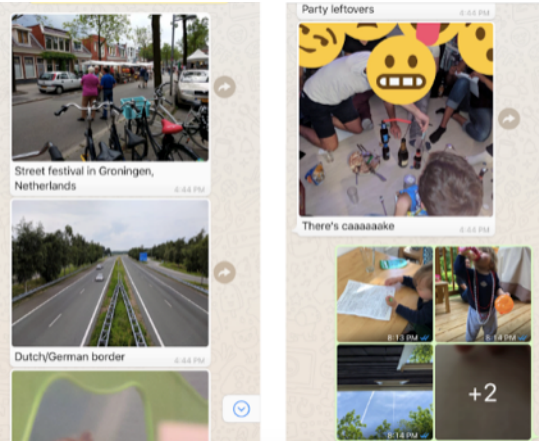 Street festival in Groningen,
Netherlands
4:44 PM
Dutch/German border
4:44 PM
Party leftovers
4:44 PM
There's caaaaaake
4:44 PM
8:13 PM
8:14 PM
8:14 PM
+2